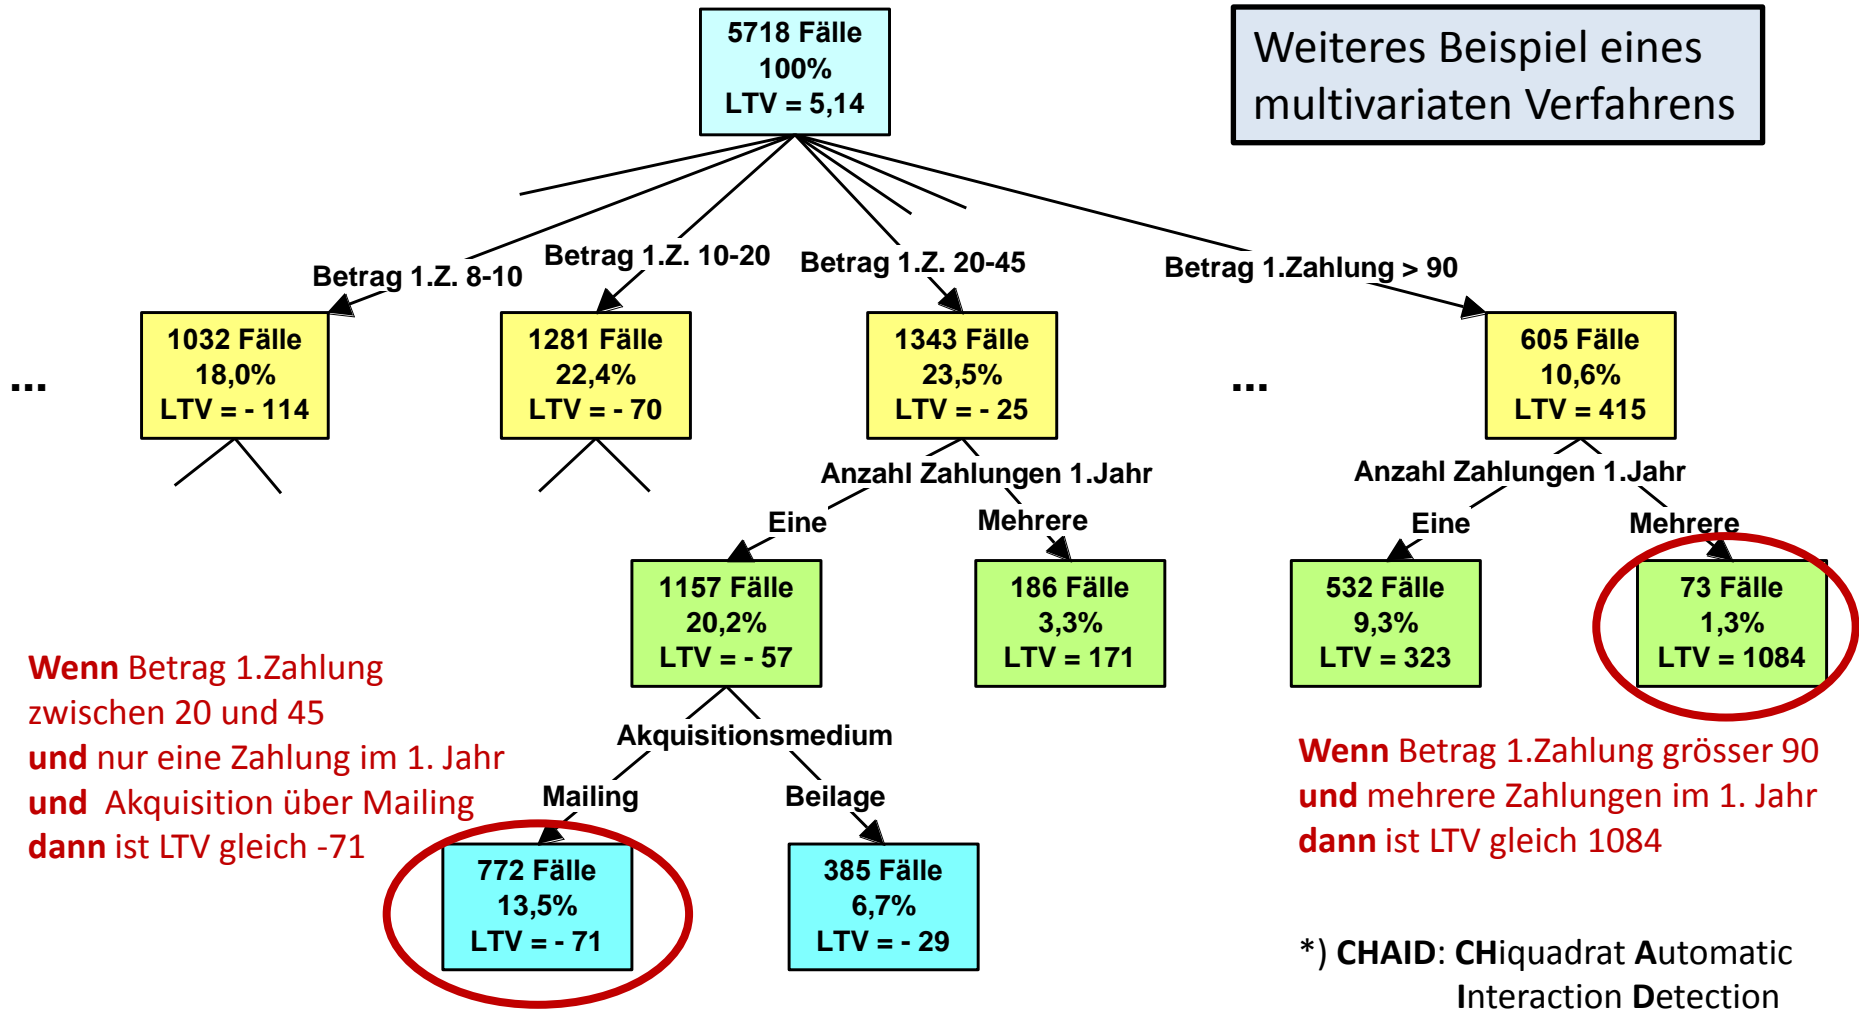 5718 Fälle
100%
LTV = 5,14
Weiteres Beispiel eines
multivariaten Verfahrens
Betrag 1.Z. 8-10
Betrag 1.Z. 10-20
Betrag 1.Z. 20-45
Betrag 1.Zahlung > 90
...
1032 Fälle
18,0%
LTV = - 114
1281 Fälle
22,4%
LTV = - 70
1343 Fälle
23,5%
LTV = - 25
...
605 Fälle
10,6%
LTV = 415
Anzahl Zahlungen 1.Jahr
Eine
Mehrere
Anzahl Zahlungen 1.Jahr
Eine
Mehrere
1157 Fälle
20,2%
LTV = - 57
186 Fälle
3,3%
LTV = 171
532 Fälle
9,3%
LTV = 323
73 Fälle
1,3%
LTV = 1084
Wenn Betrag 1.Zahlung
zwischen 20 und 45
und nur eine Zahlung im 1. Jahr
und Akquisition über Mailing
dann ist LTV gleich -71
Akquisitionsmedium
Mailing
Beilage
772 Fälle
13,5%
LTV = - 71
385 Fälle
6,7%
LTV = - 29
Wenn Betrag 1.Zahlung grösser 90
und mehrere Zahlungen im 1. Jahr
dann ist LTV gleich 1084
*) CHAID: CHiquadrat Automatic
Interaction Detection